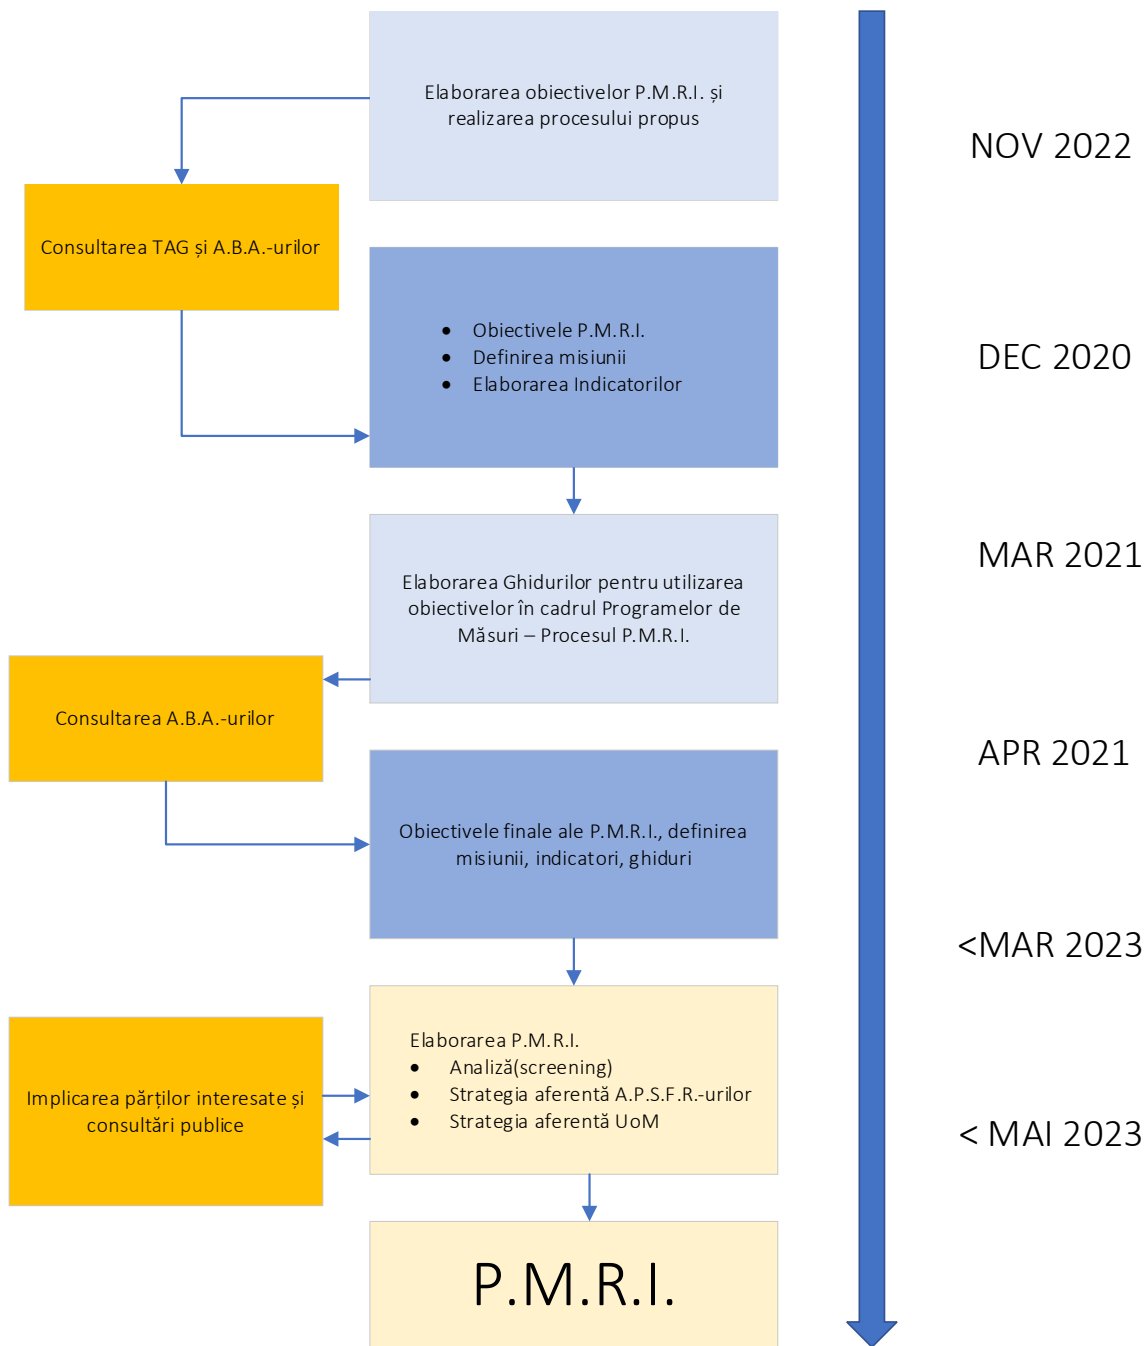 Elaborarea obiectivelor P.M.R.I. și
realizarea procesului propus
NOV 2022
Consultarea TAG și A.B.A.-urilor
• Obiectivele P.M.R.I.
• Definirea misiunii
• Elaborarea Indicatorilor
DEC 2020
Elaborarea Ghidurilor pentru utilizarea
obiectivelor în cadrul Programelor de
Măsuri – Procesul P.M.R.I.
MAR 2021
Consultarea A.B.A.-urilor
APR 2021
Obiectivele finale ale P.M.R.I., definirea
misiunii, indicatori, ghiduri
<MAR 2023
Implicarea părților interesate și
consultări publice
Elaborarea P.M.R.I.
• Analiză(screening)
• Strategia aferentă A.P.S.F.R.-urilor
• Strategia aferentă UoM
< MAI 2023
P.M.R.I.